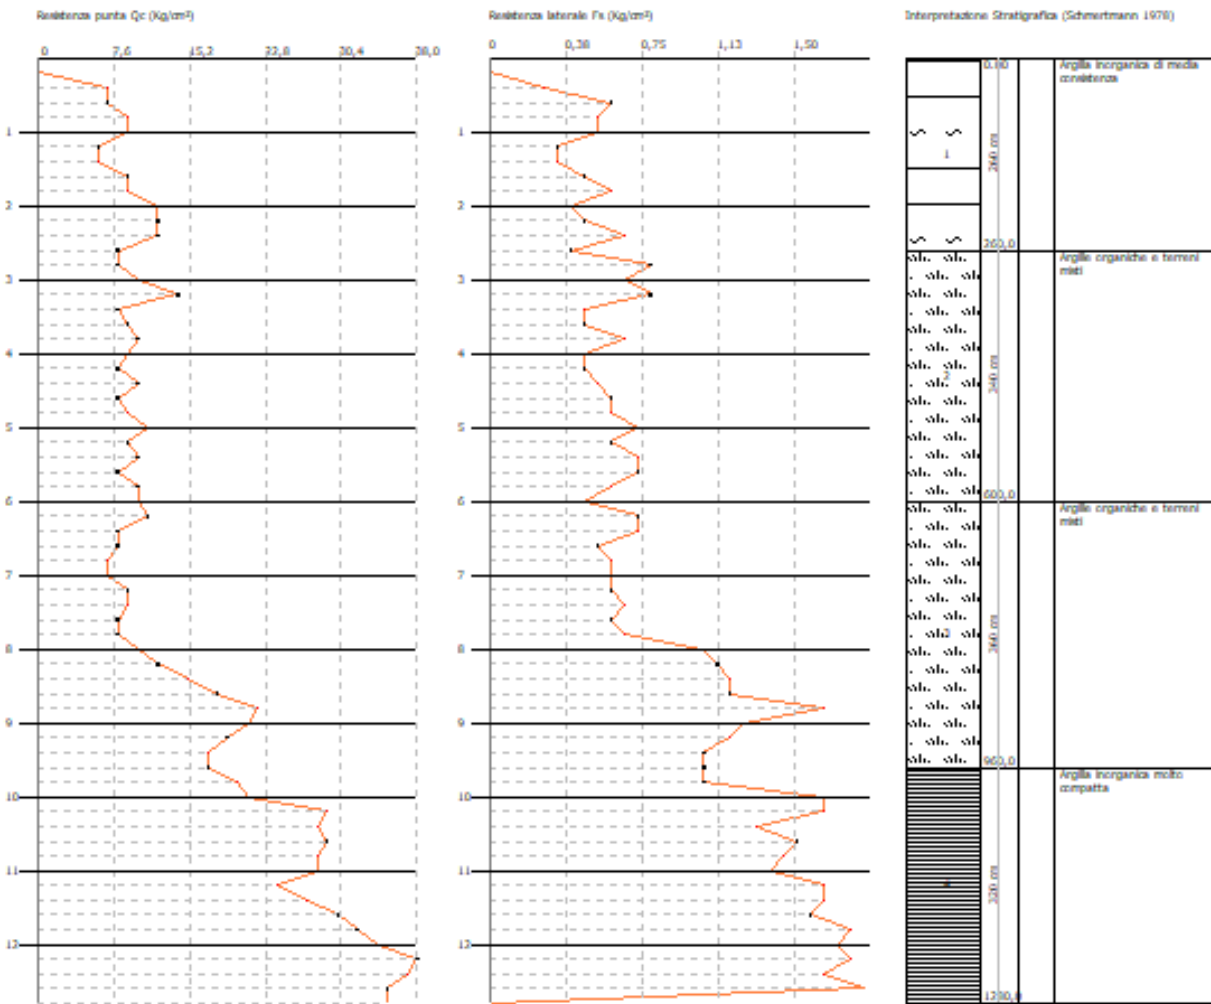 Resistenza punta Qc (Kg/cm²)
Resistenza laterale Fs (Kg/cm²)
Interpretazione Stratigrafica (Schmertmann 1978)
0 7,6 15,2 22,8 30,4 38,0
0 0,38 0,75 1,13 1,50
0.00
Argilla inorganica di media
consistenza
1
1
260 cm
2
260,0
Argille organiche e terreni
misti
3
4
2
340 cm
5
6
600,0
Argille organiche e terreni
misti
7
8
3
360 cm
9
960,0
Argilla inorganica molto
compatta
10
11
4
320 cm
12